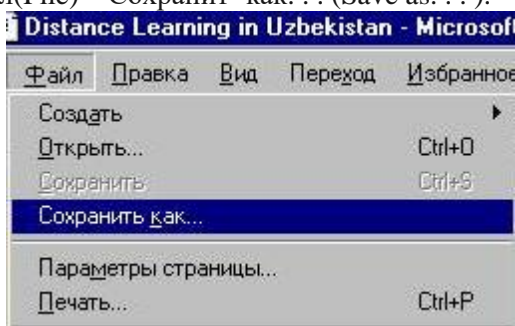 "Сохранить как. . . (Save as. . . ).
Distance Learning in Uzbekistan - Microsoft
Файл Правка Вид Переход Избранное
Создать
Открыть... Ctrl+O
Сохранить Ctrl+S
Сохранить как...
Параметры страницы...
Печать... Ctrl+P